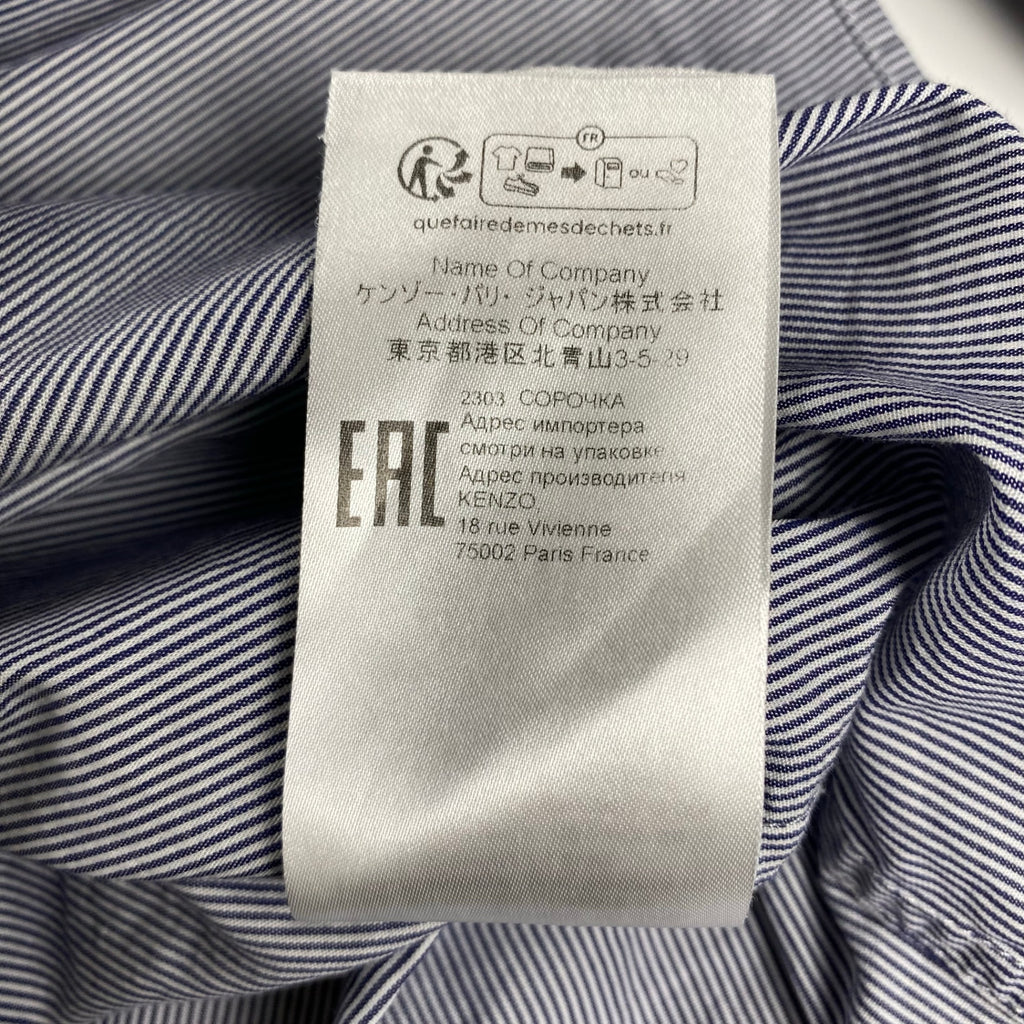 FR
ou
quefairedemesdechets.fr
Name Of Company
ケンゾー・パリ・ジャパン株式会社
Address Of Company
東京都港区北青山3-5-29
2303 СОРОЧКА
Адрес импортера
смотри на упаковке
Адрес производителя
KENZO
18 rue Vivienne
75002 Paris France
EAC